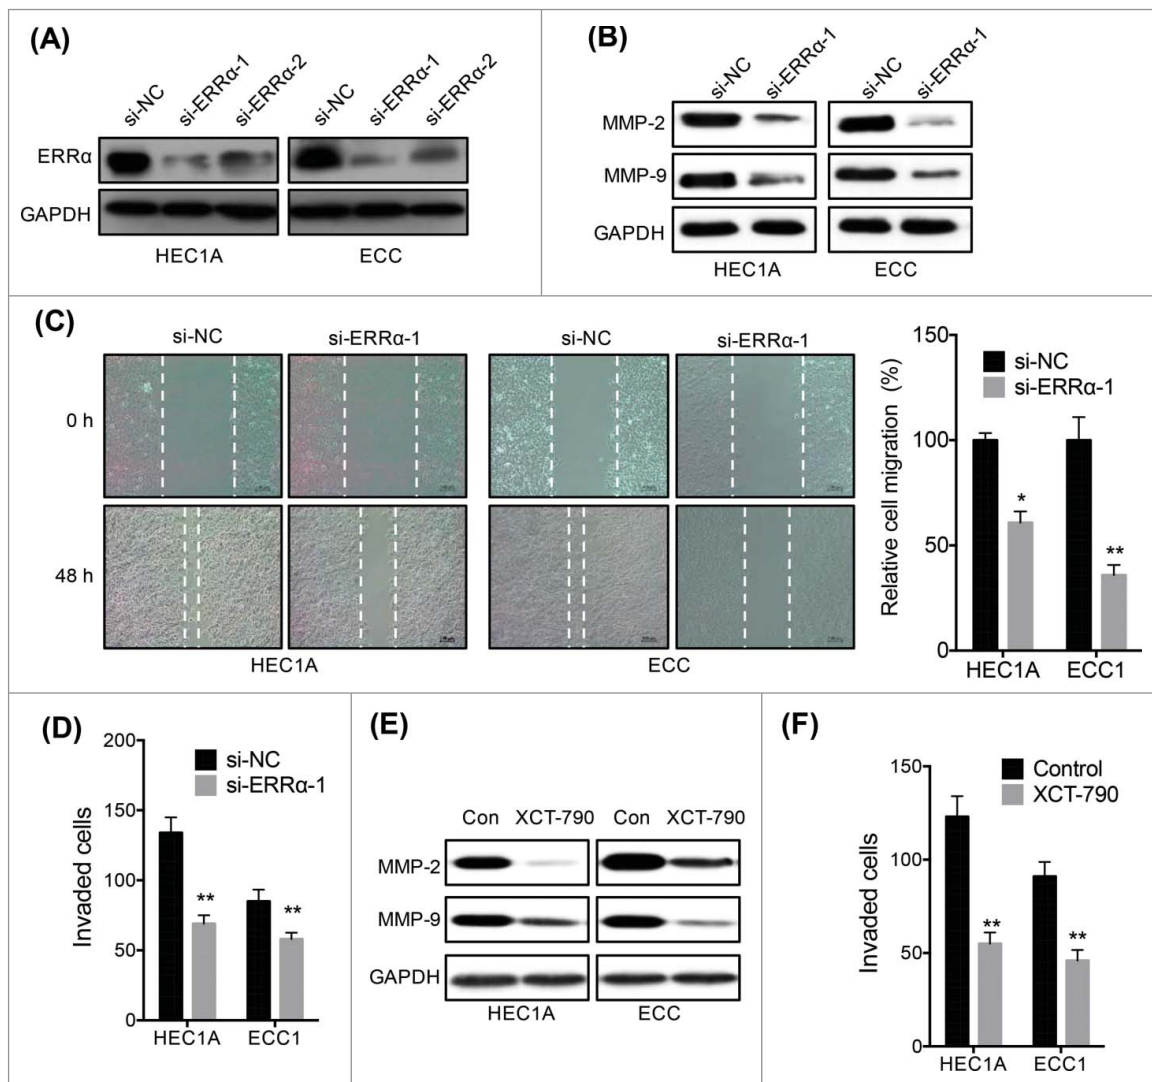 (A)
si-NC si-ERRα-1 si-ERRα-2 si-NC si-ERRα-1 si-ERRα-2
ERRα
GAPDH
HEC1A ECC
(B)
si-NC si-ERRα-1 si-NC si-ERRα-1
MMP-2
MMP-9
GAPDH
HEC1A ECC
(C)
si-NC si-ERRα-1 si-NC si-ERRα-1
0 h
48 h
HEC1A ECC
Relative cell migration (%)
150
100
50
0
si-NC
si-ERRα-1
*
**
HEC1A ECC1
(D)
Invaded cells
200
150
100
50
0
si-NC
si-ERRα-1
** **
HEC1A ECC1
(E)
Con XCT-790 Con XCT-790
MMP-2
MMP-9
GAPDH
HEC1A ECC
(F)
Invaded cells
150
100
50
0
Control
XCT-790
** **
HEC1A ECC1